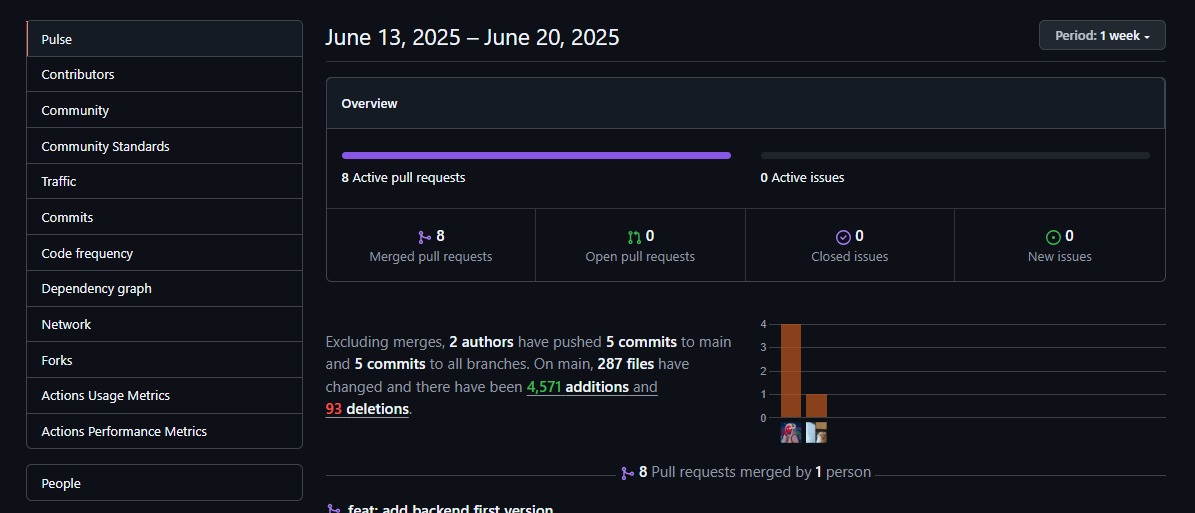 Pulse
Contributors
Community
Community Standards
Traffic
Commits
Code frequency
Dependency graph
Network
Forks
Actions Usage Metrics
Actions Performance Metrics
People
June 13, 2025 – June 20, 2025
Period: 1 week
Overview
8 Active pull requests
0 Active issues
8
Merged pull requests
0
Open pull requests
0
Closed issues
0
New issues
Excluding merges, 2 authors have pushed 5 commits to main
and 5 commits to all branches. On main, 287 files have
changed and there have been 4,571 additions and
93 deletions.
4
3
2
1
0
8 Pull requests merged by 1 person
feat: add backend first version